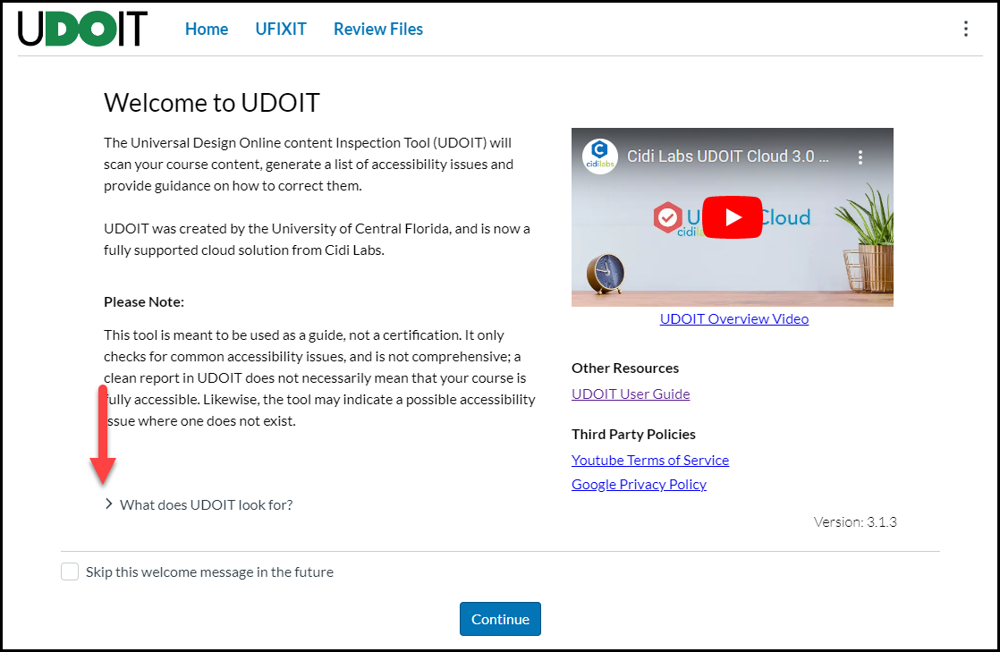 UDOIT
Home
UFIXIT
Review Files
Welcome to UDOIT
The Universal Design Online content Inspection Tool (UDOIT) will
scan your course content, generate a list of accessibility issues and
provide guidance on how to correct them.
UDOIT was created by the University of Central Florida, and is now a
fully supported cloud solution from Cidi Labs.
Please Note:
This tool is meant to be used as a guide, not a certification. It only
checks for common accessibility issues, and is not comprehensive; a
clean report in UDOIT does not necessarily mean that your course is
fully accessible. Likewise, the tool may indicate a possible accessibility
issue where one does not exist.
What does UDOIT look for?
C
cidilabs
Cidi Labs UDOIT Cloud 3.0 ...
U Cloud
cidi
UDOIT Overview Video
Other Resources
UDOIT User Guide
Third Party Policies
Youtube Terms of Service
Google Privacy Policy
Version: 3.1.3
Skip this welcome message in the future
Continue